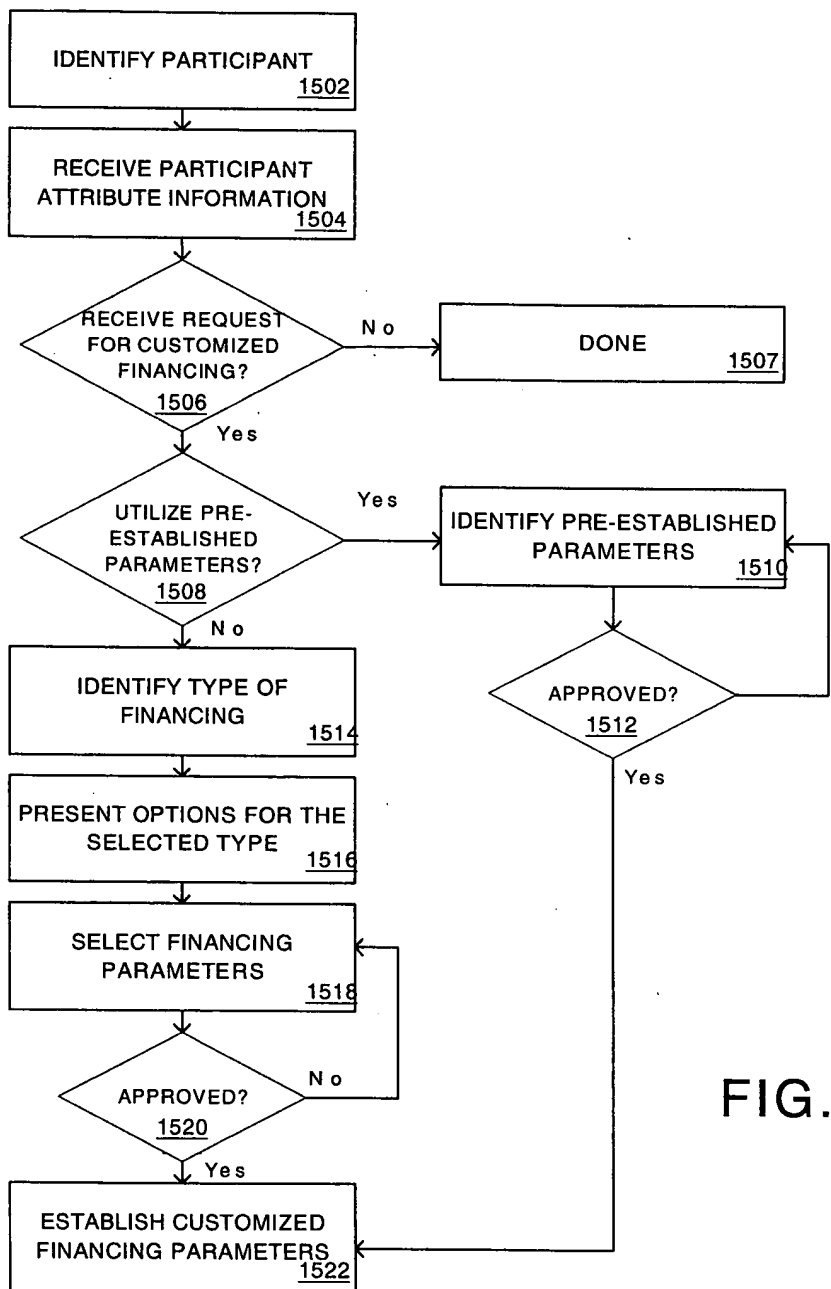 IDENTIFY PARTICIPANT
1502
RECEIVE PARTICIPANT
ATTRIBUTE INFORMATION
1504
RECEIVE REQUEST
FOR CUSTOMIZED
FINANCING?
1506
No
DONE
1507
Yes
UTILIZE PRE-
ESTABLISHED
PARAMETERS?
1508
Yes
IDENTIFY PRE-ESTABLISHED
PARAMETERS
1510
No
APPROVED?
1512
Yes
IDENTIFY TYPE OF
FINANCING
1514
PRESENT OPTIONS FOR THE
SELECTED TYPE
1516
SELECT FINANCING
PARAMETERS
1518
APPROVED?
1520
No
Yes
ESTABLISH CUSTOMIZED
FINANCING PARAMETERS
1522
FIG.